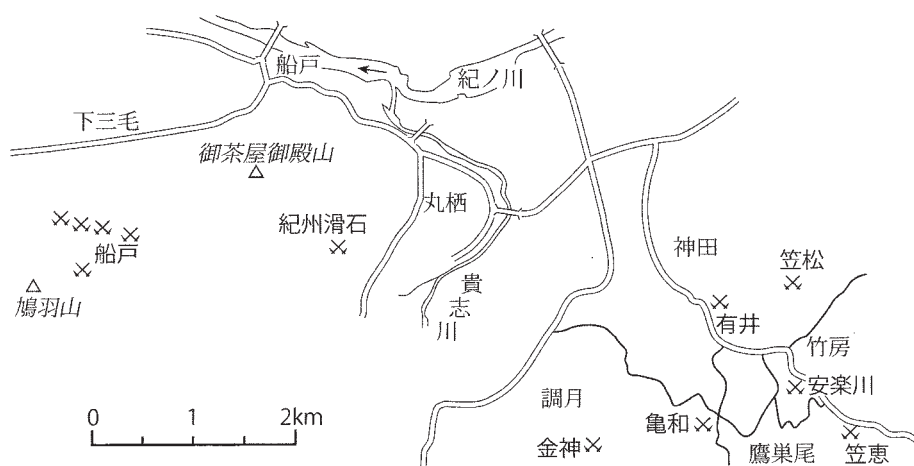 船戸
紀ノ川
下三毛
御茶屋御殿山
丸栖
紀州滑石
神田
笠松
船戸
鳩羽山
貴志川
有井
竹房
安楽川
調月
亀和
金神
鷹巣尾
笠恵
0 1 2km